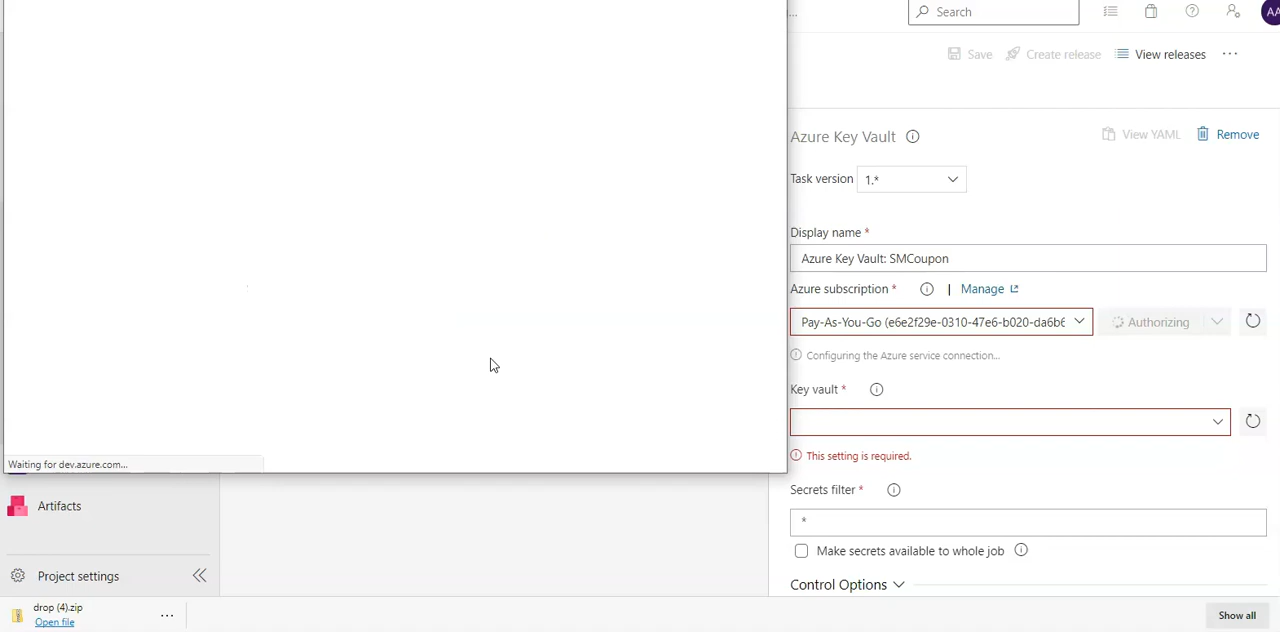 ...
Search
AA
Save
Create release
View releases
...
Azure Key Vault
View YAML
Remove
Task version
1.*
Display name *
Azure Key Vault: SMCoupon
Azure subscription *
| Manage
Pay-As-You-Go (e6e2f29e-0310-47e6-b020-da6b6
Authorizing
Configuring the Azure service connection...
Key vault *
This setting is required.
Secrets filter *
*
Make secrets available to whole job
Control Options
Waiting for dev.azure.com...
Artifacts
Project settings
drop (4).zip
Open file
...
Show all